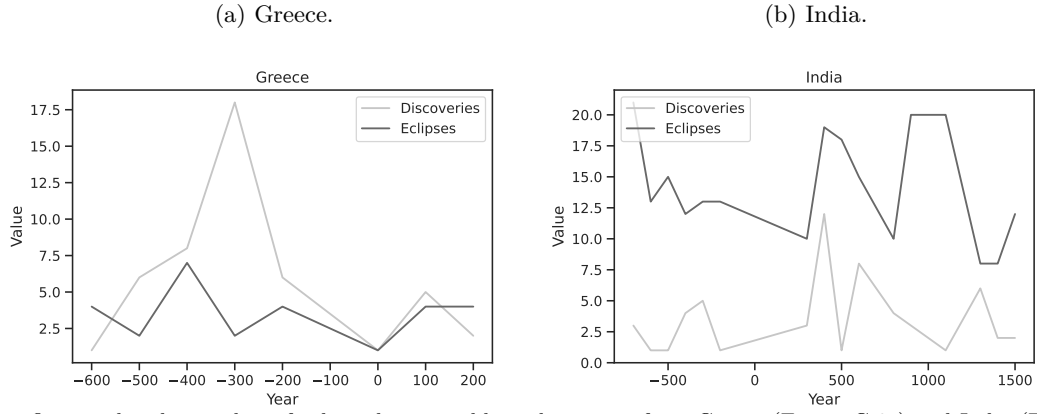 (a) Greece.
(b) India.
Greece
Discoveries
Eclipses
17.5
15.0
12.5
10.0
7.5
5.0
2.5
Value
−600
−500
−400
−300
−200
−100
0
100
200
Year
India
Discoveries
Eclipses
20.0
17.5
15.0
12.5
10.0
7.5
5.0
2.5
0.0
Value
−500
0
500
1000
1500
Year